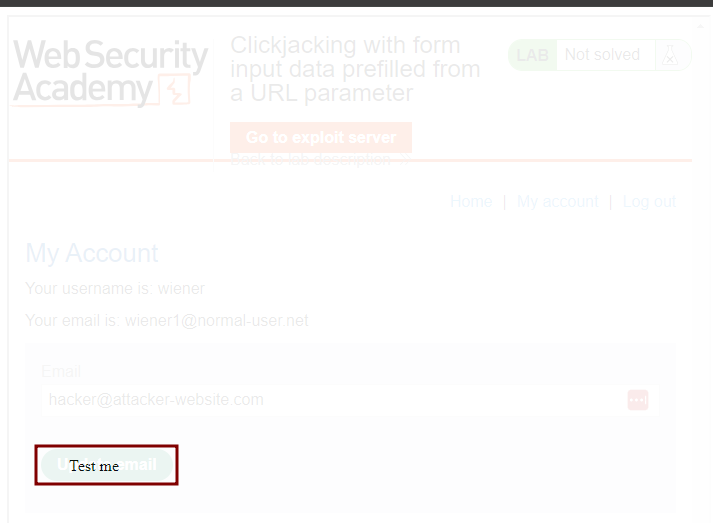 Web Security
Academy
Clickjacking with form
input data prefilled from
a URL parameter
LAB Not solved
Go to exploit server
Back to lab description
Home | My account | Log out
My Account
Your username is: wiener
Your email is: wiener1@normal-user.net
Email
hacker@attacker-website.com
Update email
Test me